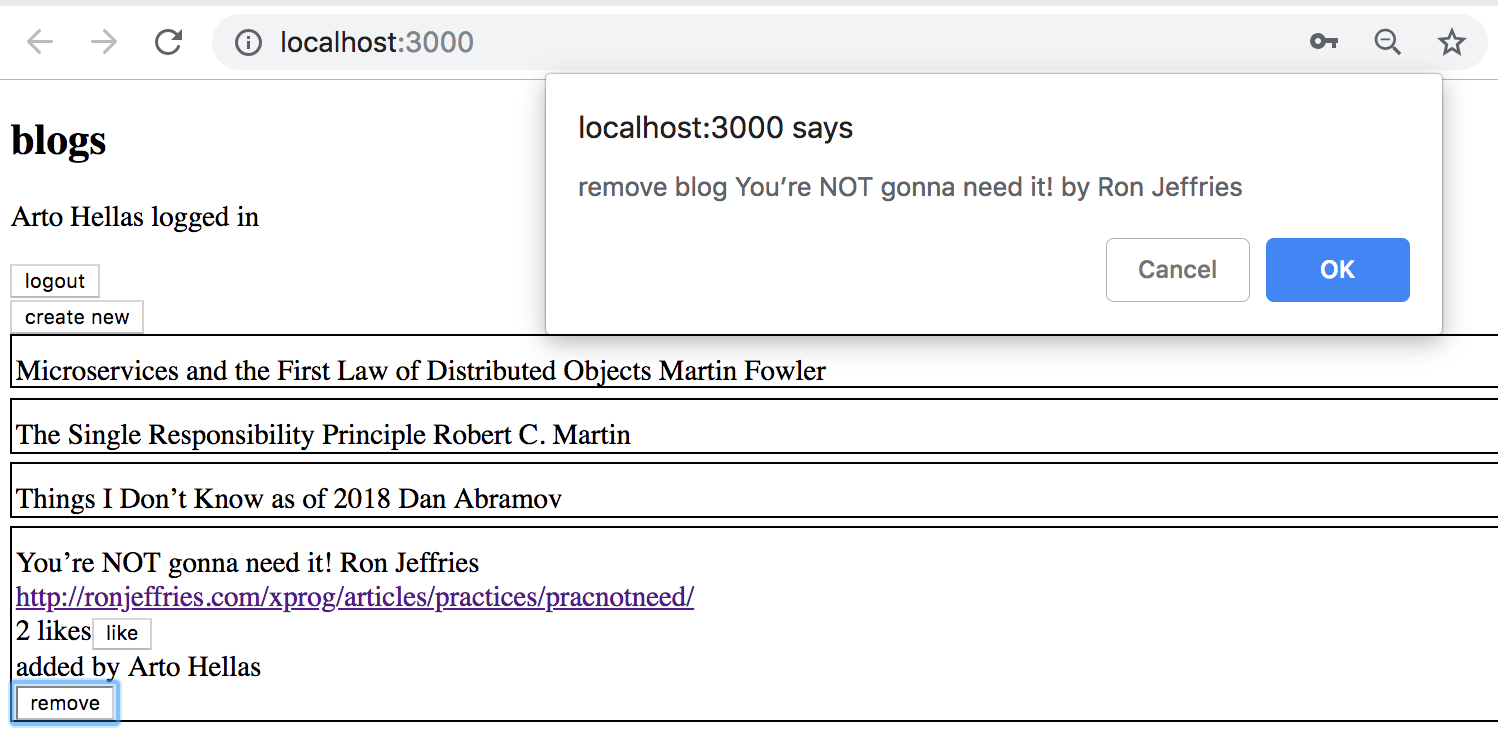 localhost:3000
localhost:3000 says
remove blog You’re NOT gonna need it! by Ron Jeffries
Cancel
OK
blogs
Arto Hellas logged in
logout
create new
Microservices and the First Law of Distributed Objects Martin Fowler
The Single Responsibility Principle Robert C. Martin
Things I Don’t Know as of 2018 Dan Abramov
You’re NOT gonna need it! Ron Jeffries
http://ronjeffries.com/xprog/articles/practices/pracnotneed/
2 likes like
added by Arto Hellas
remove